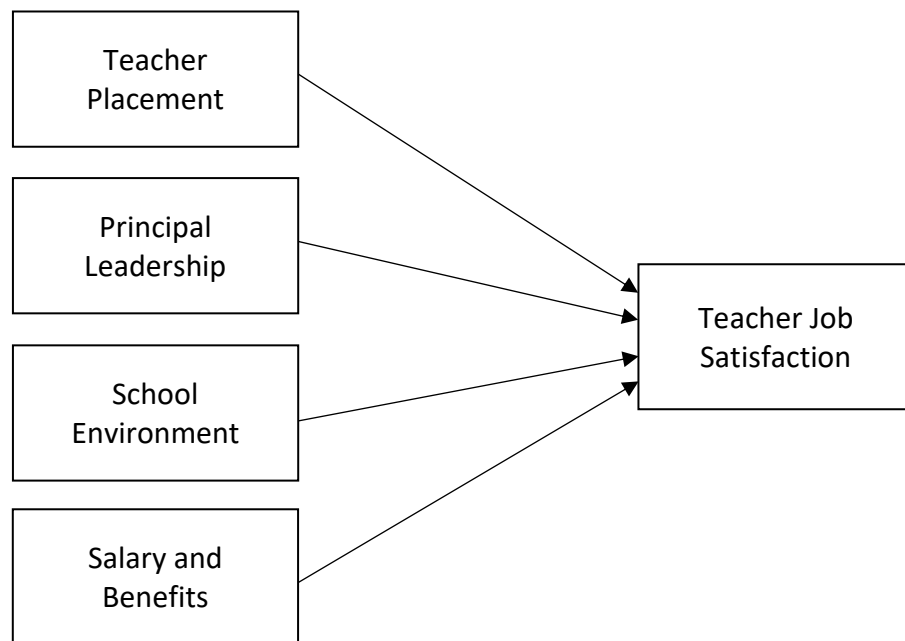 Teacher
Placement
Principal
Leadership
School
Environment
Salary and
Benefits
Teacher Job
Satisfaction